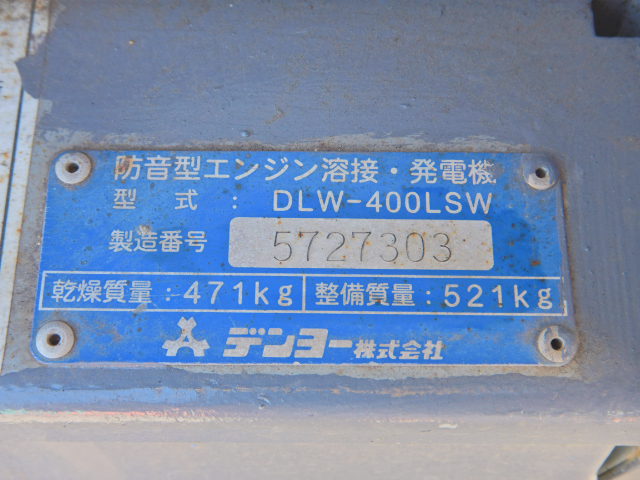 防音型エンジン溶接・発電機
型 式 : DLW-400LSW
製造番号 5727303
乾燥質量:471kg 整備質量:521kg
デンヨー株式会社